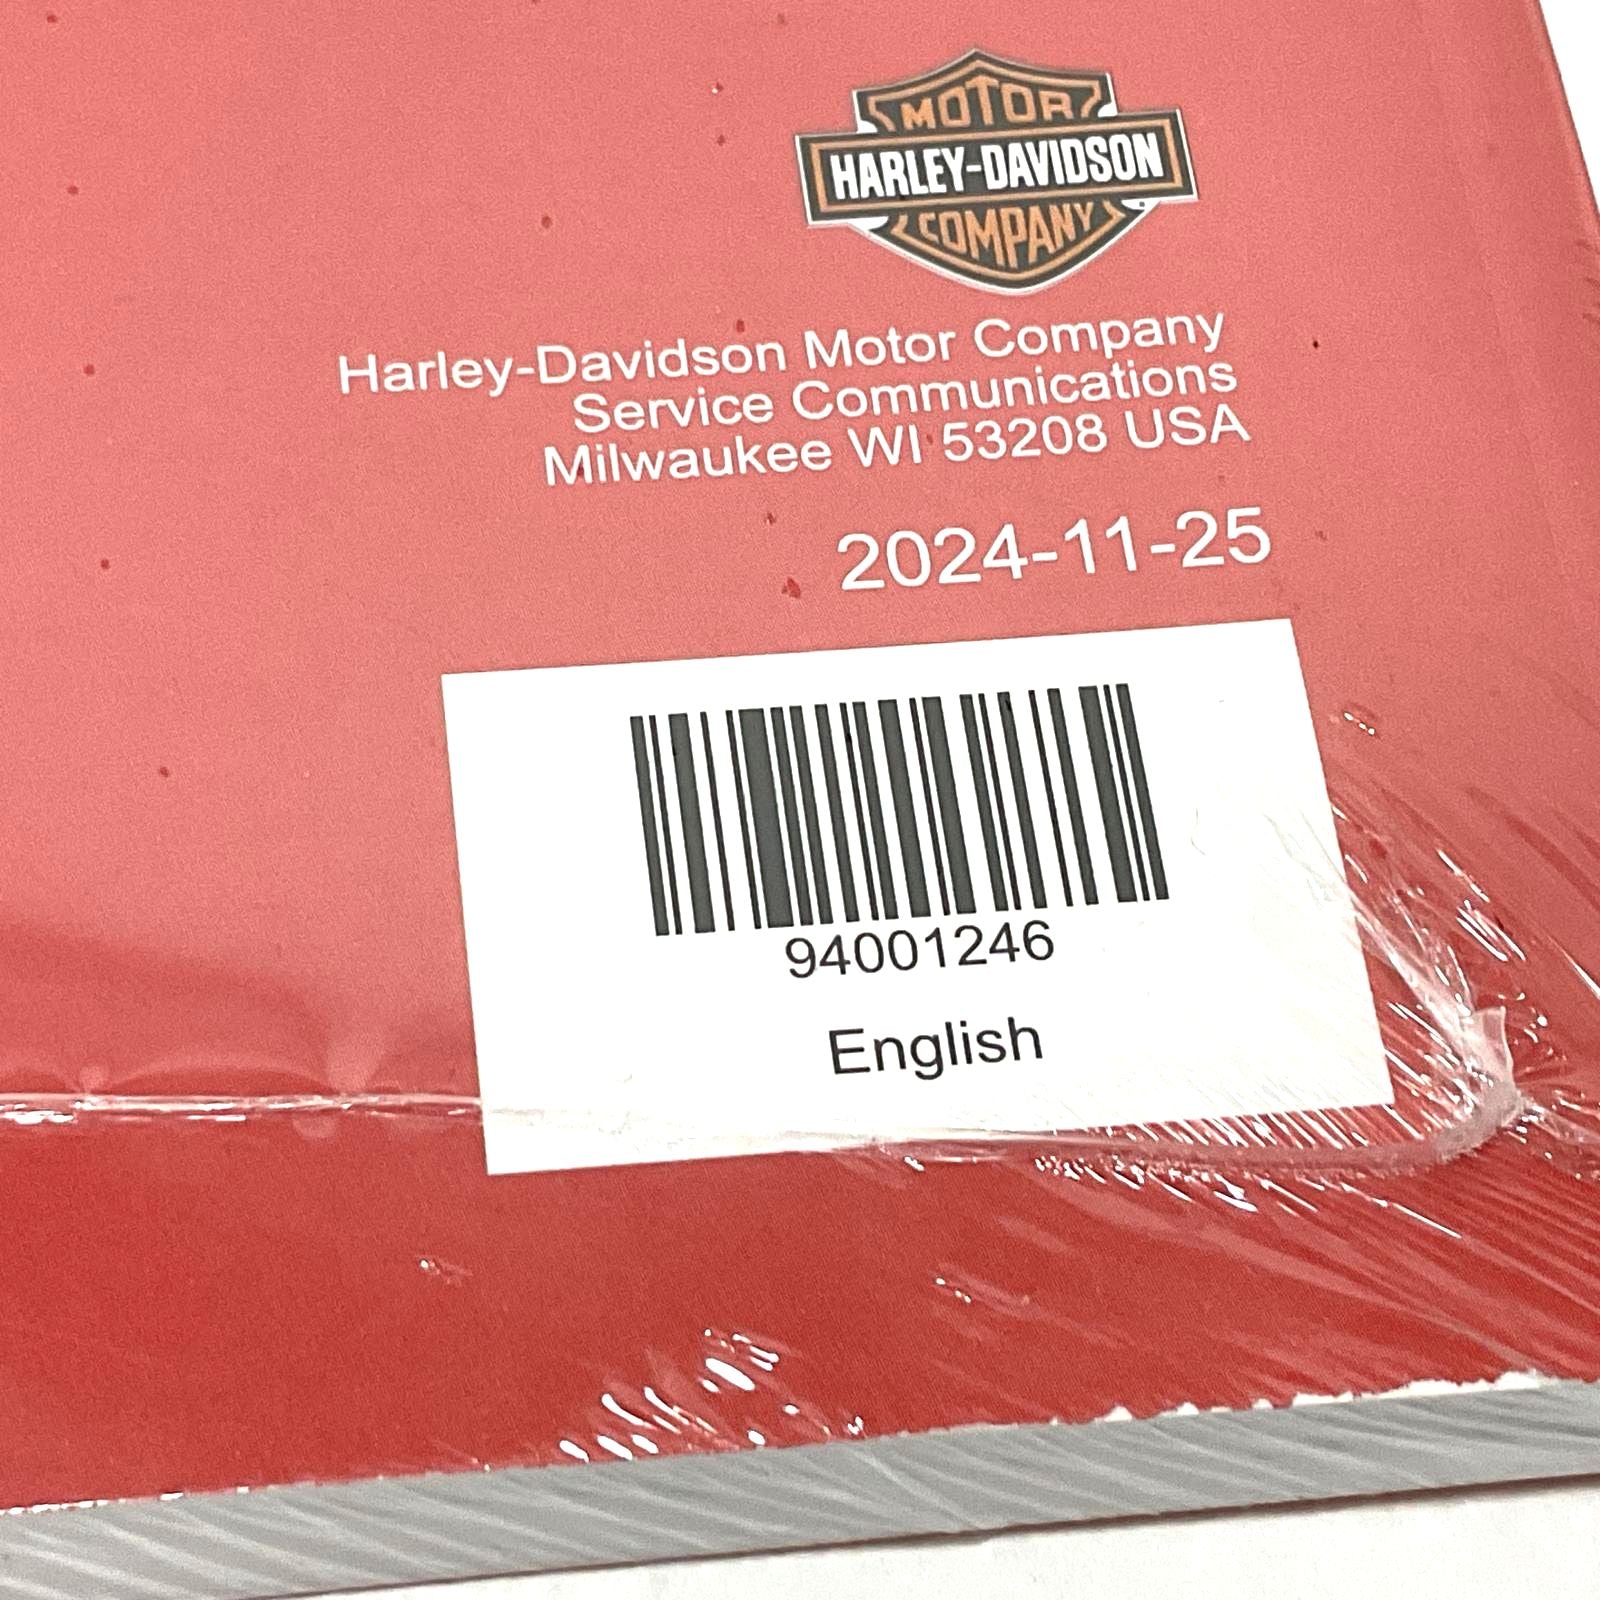 MOTOR
HARLEY-DAVIDSON
COMPANY
Harley-Davidson Motor Company
Service Communications
Milwaukee WI 53208 USA
2024-11-25
94001246
English